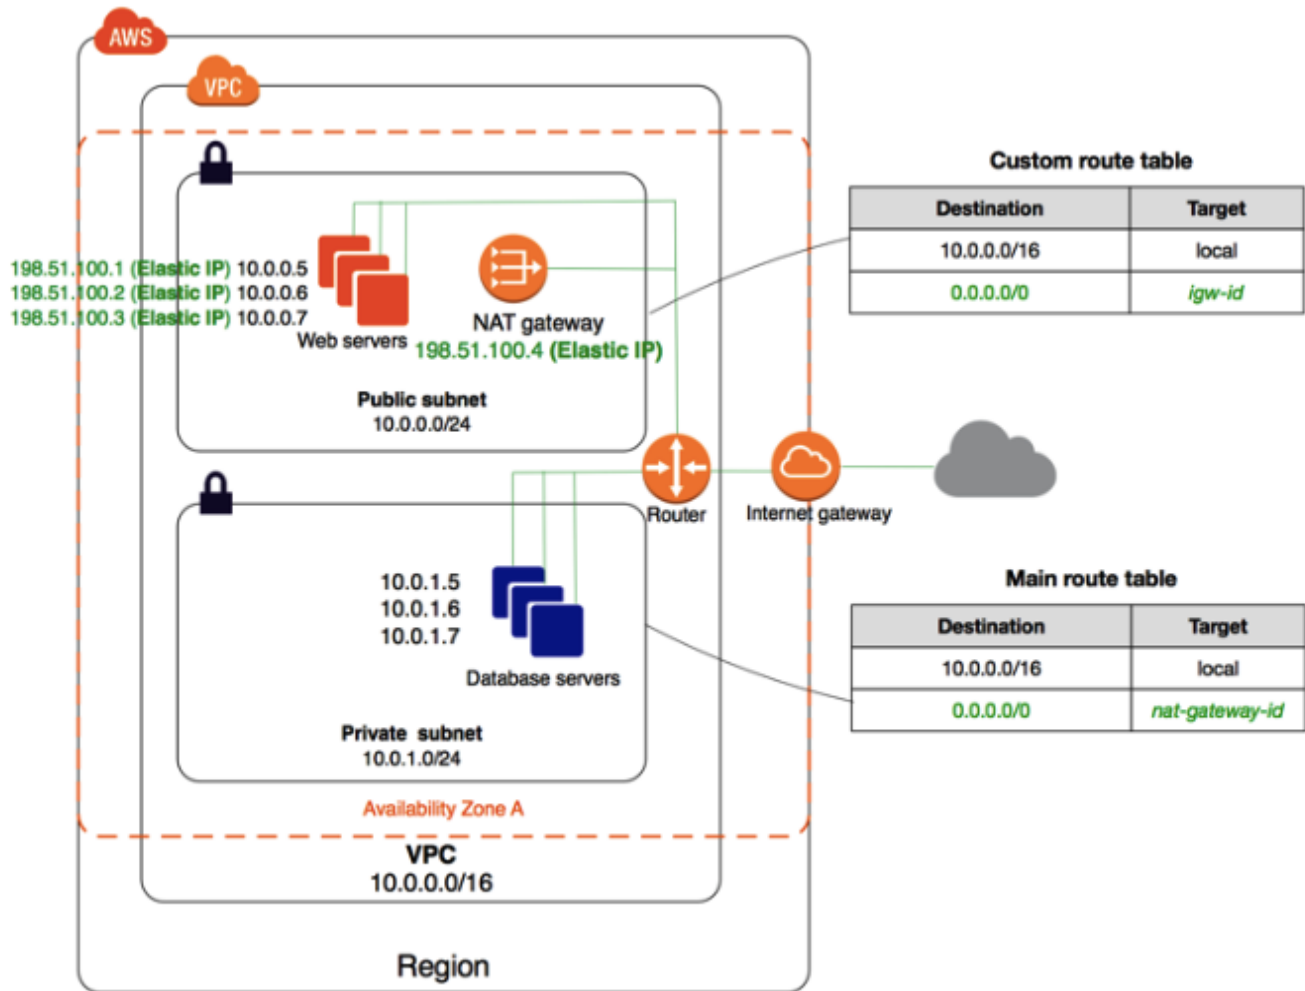 AWS
VPC
198.51.100.1 (Elastic IP) 10.0.0.5
198.51.100.2 (Elastic IP) 10.0.0.6
198.51.100.3 (Elastic IP) 10.0.0.7
Web servers
NAT gateway
198.51.100.4 (Elastic IP)
Public subnet
10.0.0.0/24
Custom route table
Destination Target
10.0.0.0/16 local
0.0.0.0/0 igw-id
Router
Internet gateway
10.0.1.5
10.0.1.6
10.0.1.7
Database servers
Private subnet
10.0.1.0/24
Main route table
Destination Target
10.0.0.0/16 local
0.0.0.0/0 nat-gateway-id
Availability Zone A
VPC
10.0.0.0/16
Region